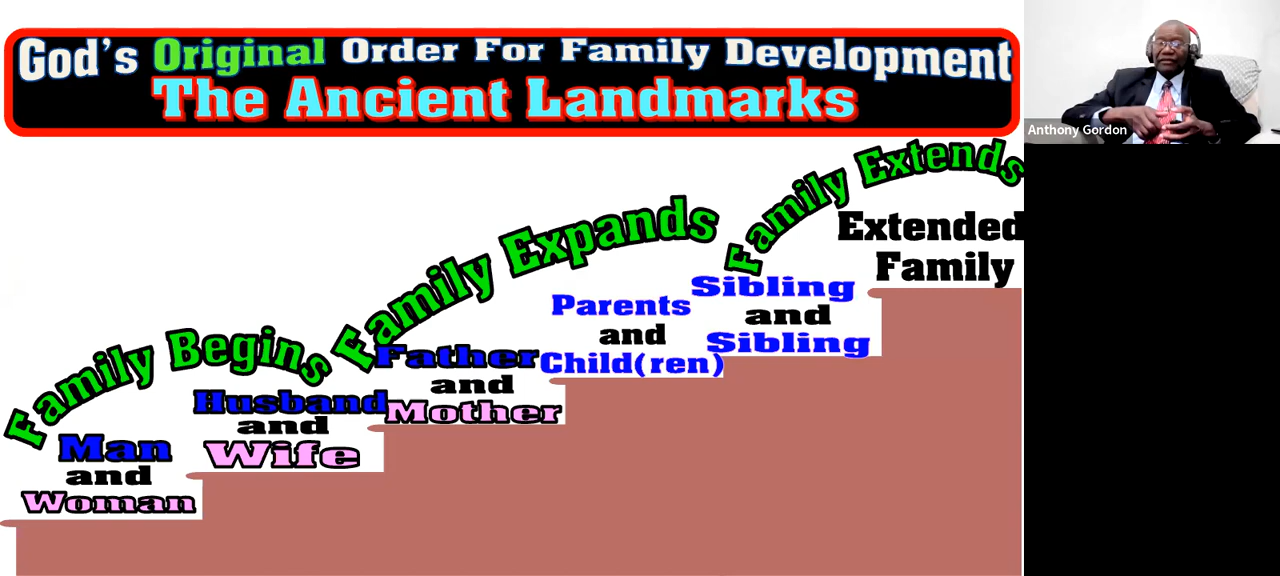 God's Original Order For Family Development
The Ancient Landmarks
Anthony Gordon
Family Begins
Man
and
Woman
Husband
and
Wife
Family Expands
Father
and
Mother
Parents
and
Child(ren)
Family Extends
Sibling
and
Sibling
Extended
Family